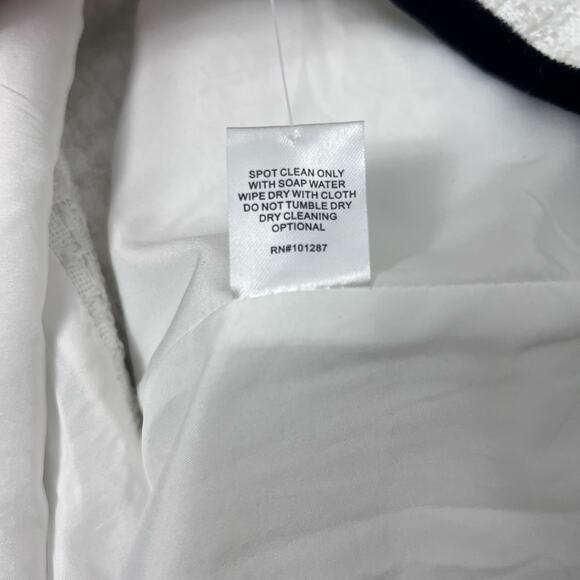 SPOT CLEAN ONLY
WITH SOAP WATER
WIPE DRY WITH CLOTH
DO NOT TUMBLE DRY
DRY CLEANING
OPTIONAL
RN#101287